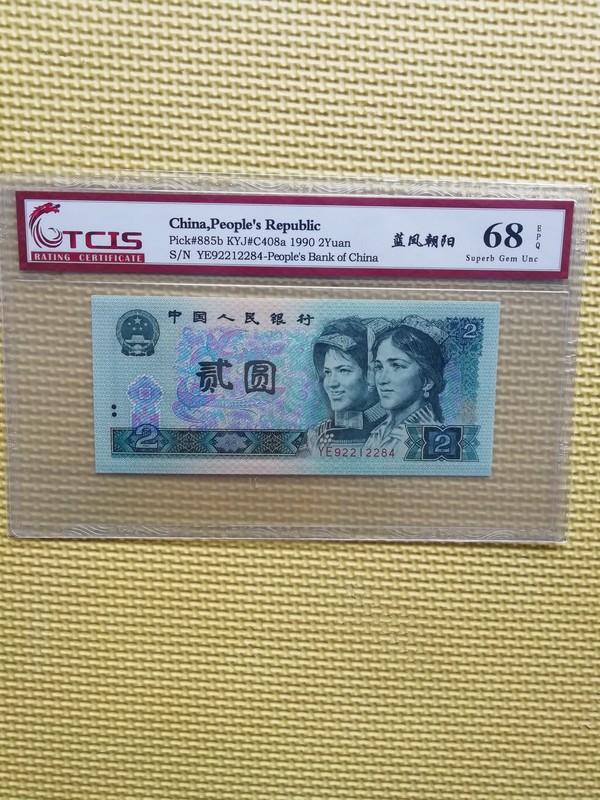 TCIS
RATING CERTIFICATE
China,People's Republic
Pick#885b KYJ#C408a 1990 2Yuan
S/N YE92212284-People's Bank of China
蓝凤朝阳
68
EPQ
Superb Gem Unc
中国人民银行
2
贰圆
2
YE92212284
2